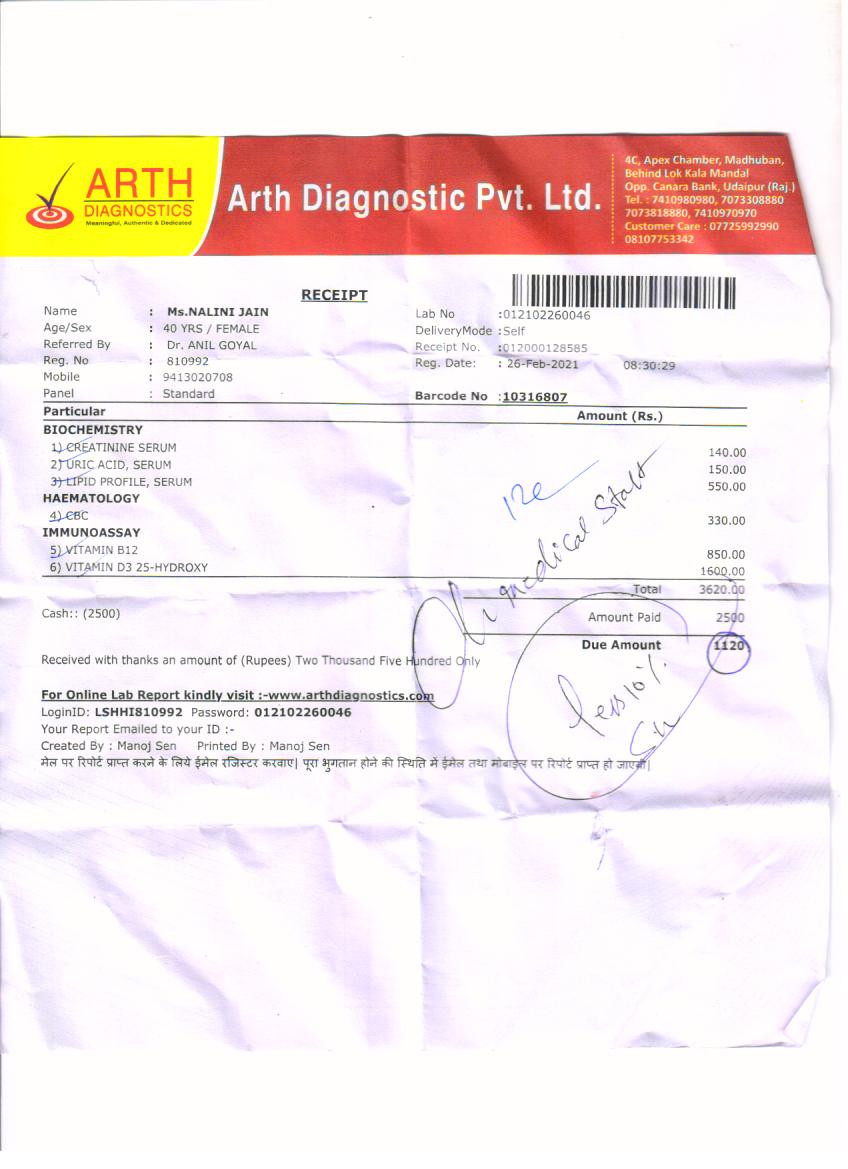 ARTH
DIAGNOSTICS
Meaningful, Authentic & Dedicated
Arth Diagnostic Pvt. Ltd.
4C, Apex Chamber, Madhuban,
Behind Lok Kala Mandal
Opp. Canara Bank, Udaipur (Raj.)
Tel. : 7410980980, 7073308880
7073818880, 7410970970
Customer Care : 07725992990
08107753342
RECEIPT
Name : Ms.NALINI JAIN
Age/Sex : 40 YRS / FEMALE
Referred By : Dr. ANIL GOYAL
Reg. No : 810992
Mobile : 9413020708
Panel : Standard
Lab No :012102260046
DeliveryMode :Self
Receipt No. :012000128585
Reg. Date: : 26-Feb-2021 08:30:29
Barcode No :10316807
Particular Amount (Rs.)
BIOCHEMISTRY
1) CREATININE SERUM 140.00
2) URIC ACID, SERUM 150.00
3) LIPID PROFILE, SERUM 550.00
HAEMATOLOGY
4) CBC 330.00
IMMUNOASSAY
5) VITAMIN B12 850.00
6) VITAMIN D3 25-HYDROXY 1600.00
medical Staff
Total 3620.00
Cash:: (2500) Amount Paid 2500
Due Amount 1120
Received with thanks an amount of (Rupees) Two Thousand Five Hundred Only
Less 10%
For Online Lab Report kindly visit :-www.arthdiagnostics.com
LoginID: LSHHI810992 Password: 012102260046
Your Report Emailed to your ID :-
Created By : Manoj Sen Printed By : Manoj Sen
मेल पर रिपोर्ट प्राप्त करने के लिये ईमेल रजिस्टर करवाए| पूरा भुगतान होने की स्थिति में ईमेल तथा मोबाइल पर रिपोर्ट प्राप्त हो जाएगी|